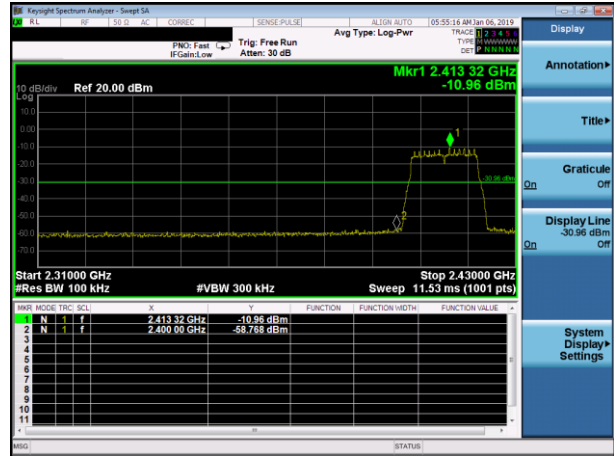 Keysight Spectrum Analyzer - Swept SA
RL RF 50 Ω AC CORREC SENSE:PULSE ALIGN AUTO 05:55:16 AM Jan 06, 2019
Avg Type: Log-Pwr
TRACE 1 2 3 4 5 6
TYPE M WWWWW
DET P N N N N N
PNO: Fast Trig: Free Run
IFGain:Low Atten: 30 dB
Display
Mkr1 2.413 32 GHz
-10.96 dBm
10 dB/div Ref 20.00 dBm
Log
10.0
0.00
-10.0
-20.0
-30.0
-40.0
-50.0
-60.0
-70.0
1
-30.96 dBm
2
Start 2.31000 GHz Stop 2.43000 GHz
#Res BW 100 kHz #VBW 300 kHz Sweep 11.53 ms (1001 pts)
MKR MODE TRC SCL X Y FUNCTION FUNCTION WIDTH FUNCTION VALUE
1 N 1 f 2.413 32 GHz -10.96 dBm
2 N 1 f 2.400 00 GHz -58.768 dBm
3
4
5
6
7
8
9
10
11
MSG STATUS
Annotation
Title
Graticule
On Off
Display Line
-30.96 dBm
On Off
System
Display
Settings